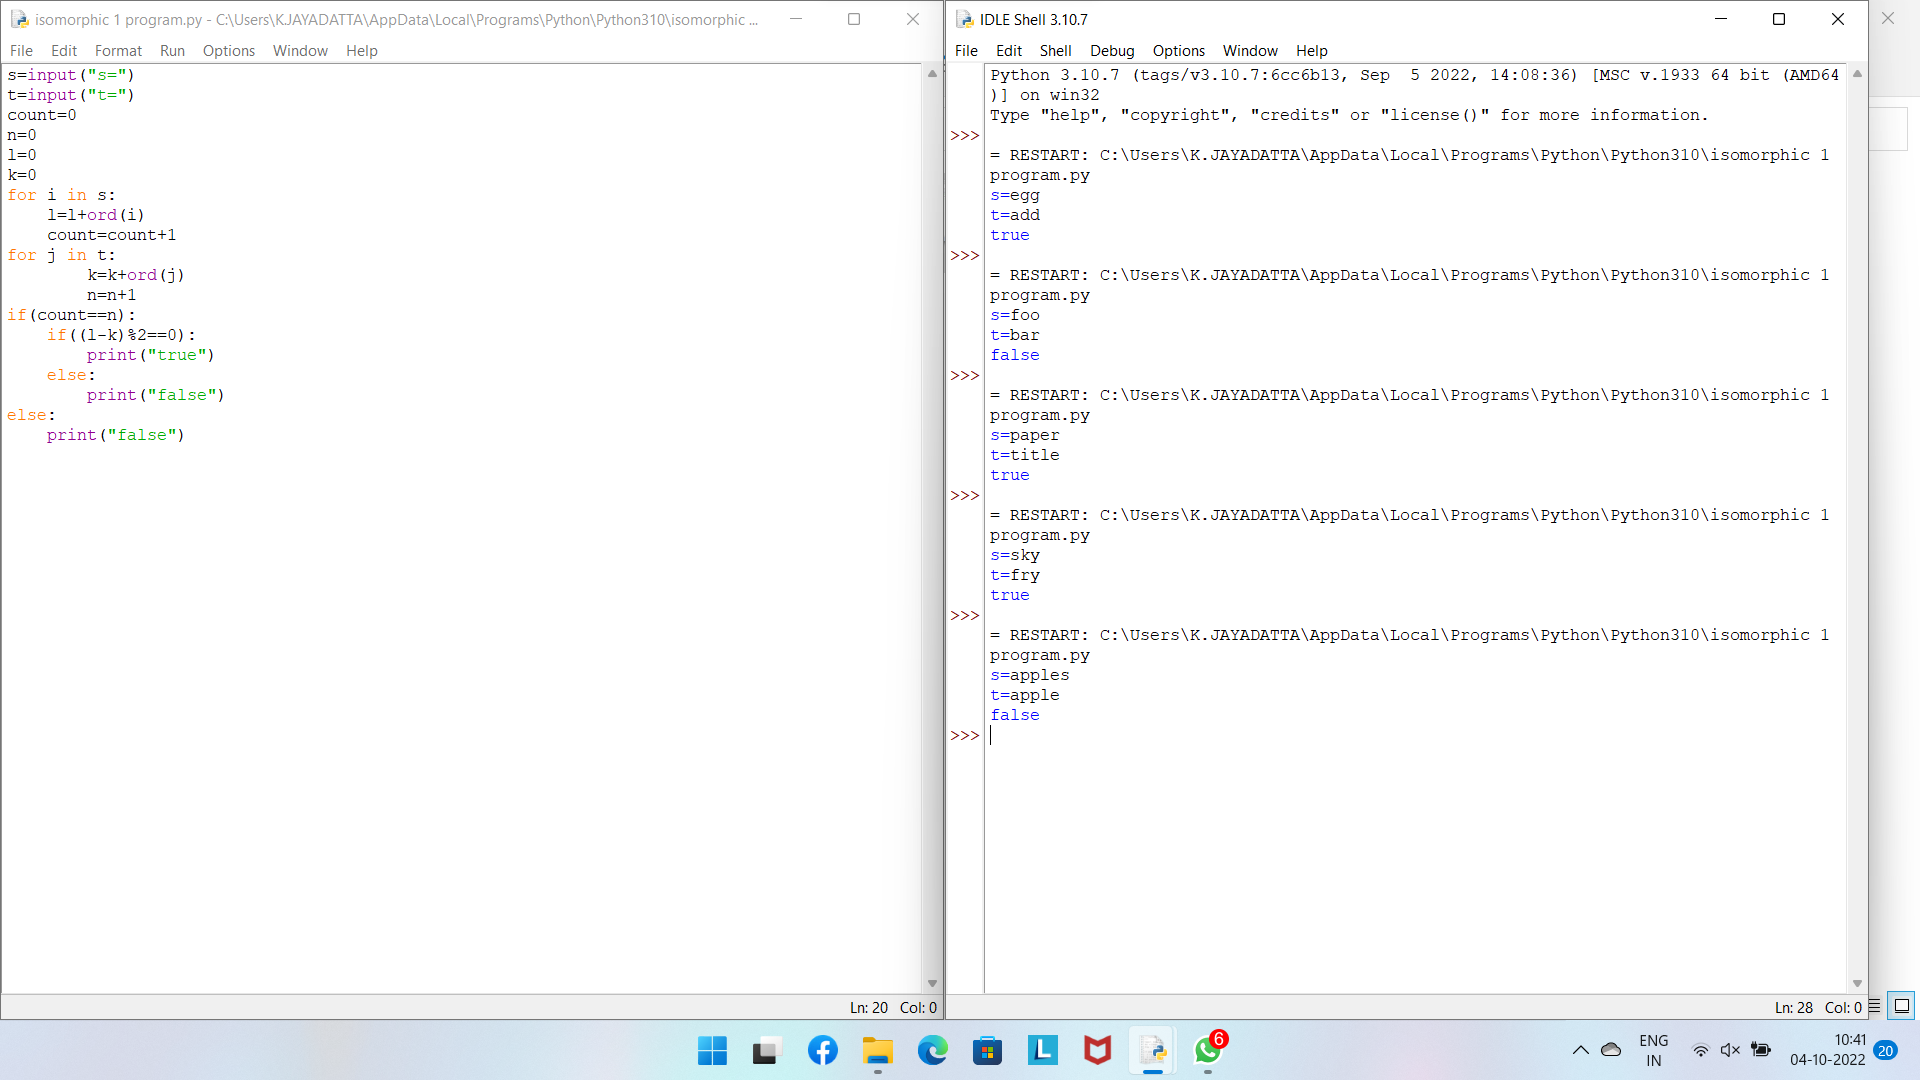 isomorphic 1 program.py - C:\Users\KJAYADATTA\AppData\Local\Programs\Python\Python310\isomorphic ...
File Edit Format Run Options Window Help
s=input("s=")
t=input("t=")
count=0
n=0
l=0
k=0
for i in s:
    l=l+ord(i)
    count=count+1
for j in t:
        k=k+ord(j)
        n=n+1
if(count==n):
    if((l-k)%2==0):
        print("true")
    else:
        print("false")
else:
    print("false")
Ln: 20 Col: 0
IDLE Shell 3.10.7
File Edit Shell Debug Options Window Help
Python 3.10.7 (tags/v3.10.7:6cc6b13, Sep  5 2022, 14:08:36) [MSC v.1933 64 bit (AMD64
)] on win32
Type "help", "copyright", "credits" or "license()" for more information.
>>>
= RESTART: C:\Users\K.JAYADATTA\AppData\Local\Programs\Python\Python310\isomorphic 1
program.py
s=egg
t=add
true
>>>
= RESTART: C:\Users\K.JAYADATTA\AppData\Local\Programs\Python\Python310\isomorphic 1
program.py
s=foo
t=bar
false
>>>
= RESTART: C:\Users\K.JAYADATTA\AppData\Local\Programs\Python\Python310\isomorphic 1
program.py
s=paper
t=title
true
>>>
= RESTART: C:\Users\K.JAYADATTA\AppData\Local\Programs\Python\Python310\isomorphic 1
program.py
s=sky
t=fry
true
>>>
= RESTART: C:\Users\K.JAYADATTA\AppData\Local\Programs\Python\Python310\isomorphic 1
program.py
s=apples
t=apple
false
>>>
Ln: 28 Col: 0
6
ENG
IN
10:41
04-10-2022
20